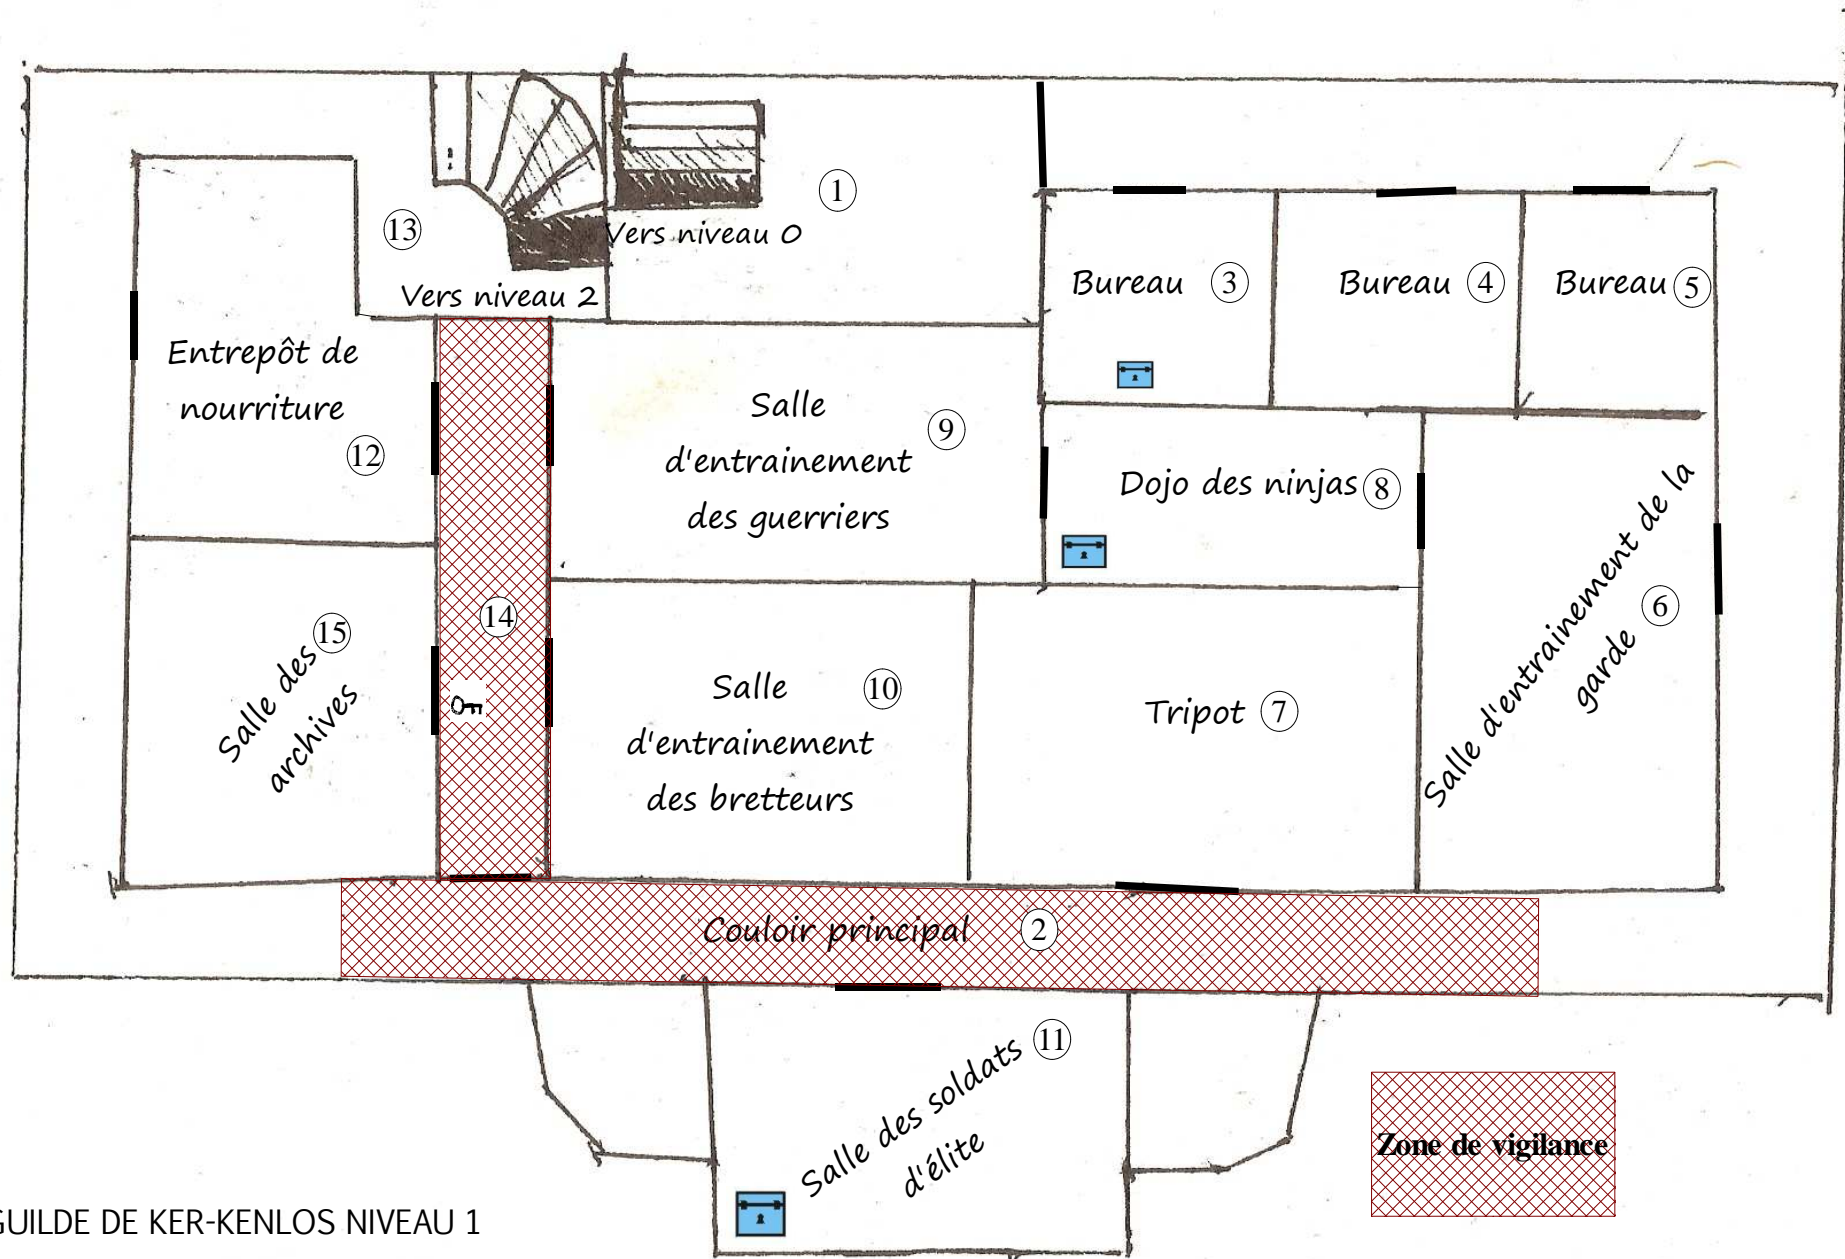 1
Vers niveau 0
13
Vers niveau 2
Bureau 3
Bureau 4
Bureau 5
Entrepôt de
nourriture
12
Salle
d'entrainement
des guerriers
9
Dojo des ninjas 8
Salle d'entrainement de la
garde 6
14
Salle des 15
archives
Salle 10
d'entrainement
des bretteurs
Tripot 7
Couloir principal 2
Salle des soldats 11
d'élite
Zone de vigilance
GUILDE DE KER-KENLOS NIVEAU 1